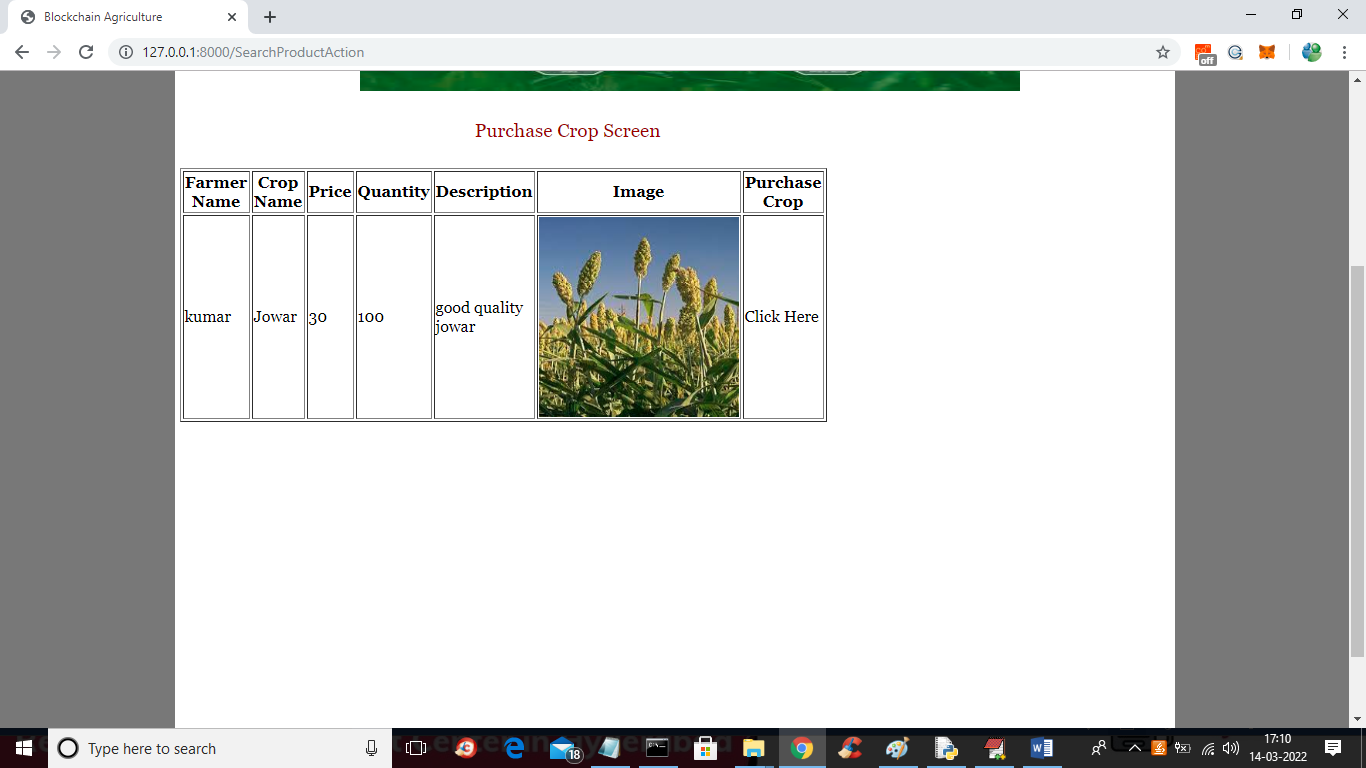 Blockchain Agriculture
127.0.0.1:8000/SearchProductAction
off
Purchase Crop Screen
Farmer Name Crop Name Price Quantity Description Image Purchase Crop
kumar Jowar 30 100 good quality jowar Click Here
Type here to search
18
17:10
14-03-2022